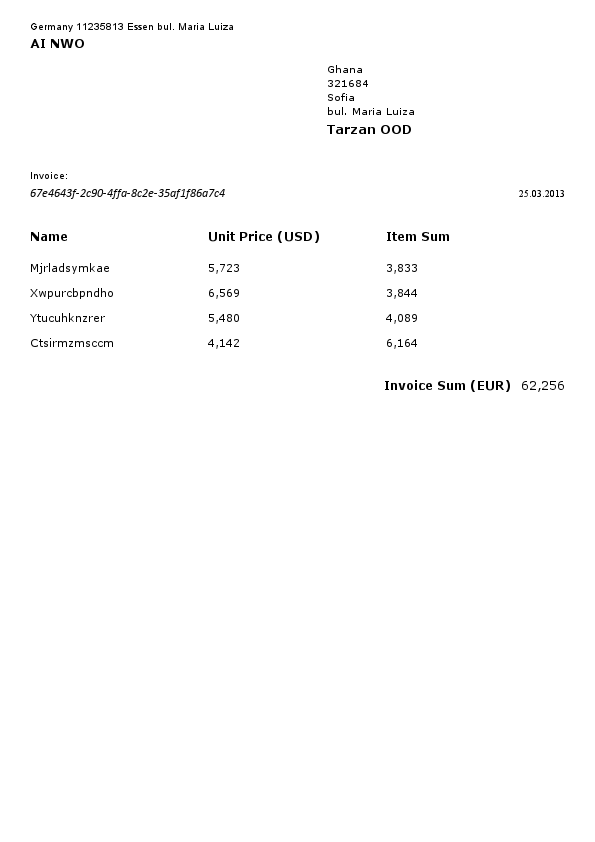 Germany 11235813 Essen bul. Maria Luiza
AI NWO
Ghana
321684
Sofia
bul. Maria Luiza
Tarzan OOD
Invoice:
67e4643f-2c90-4ffa-8c2e-35af1f86a7c4 25.03.2013
Name Unit Price (USD) Item Sum
Mjrladsymkae 5,723 3,833
Xwpurcbpndho 6,569 3,844
Ytucuhknzrer 5,480 4,089
Ctsirmzmsccm 4,142 6,164
Invoice Sum (EUR) 62,256